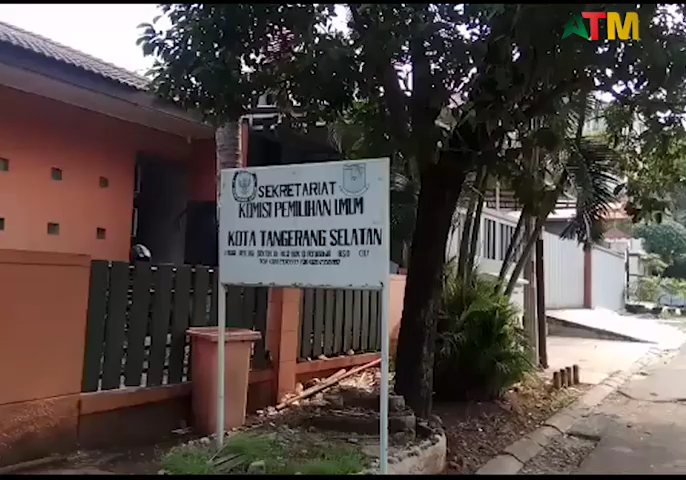 ATM
SEKRETARIAT
KOMISI PEMILIHAN UMUM
KOTA TANGERANG SELATAN